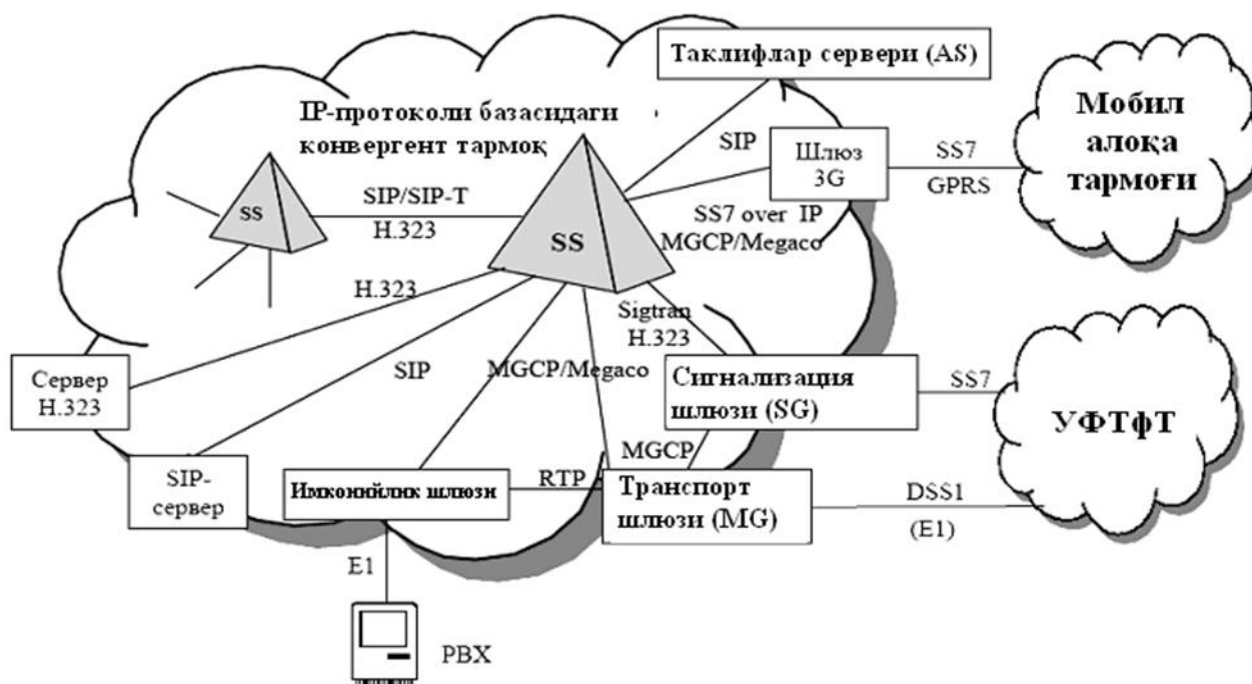 Таклифлар сервери (AS)
IP-протоколи базасидаги
конвергент тармоқ
Мобил
алоқа
тармоғи
SIP
Шлюз
3G
SS7
GPRS
SS
SIP/SIP-T
H.323
SS
SS7 over IP
MGCP/Megaco
H.323
Sigtran
H.323
Сервер
H.323
SIP
MGCP/Megaco
Сигнализация
шлюзи (SG)
SS7
УФТфТ
MGCP
SIP-
сервер
Имконийлик шлюзи
RTP
Транспорт
шлюзи (MG)
DSS1
(E1)
E1
PBX